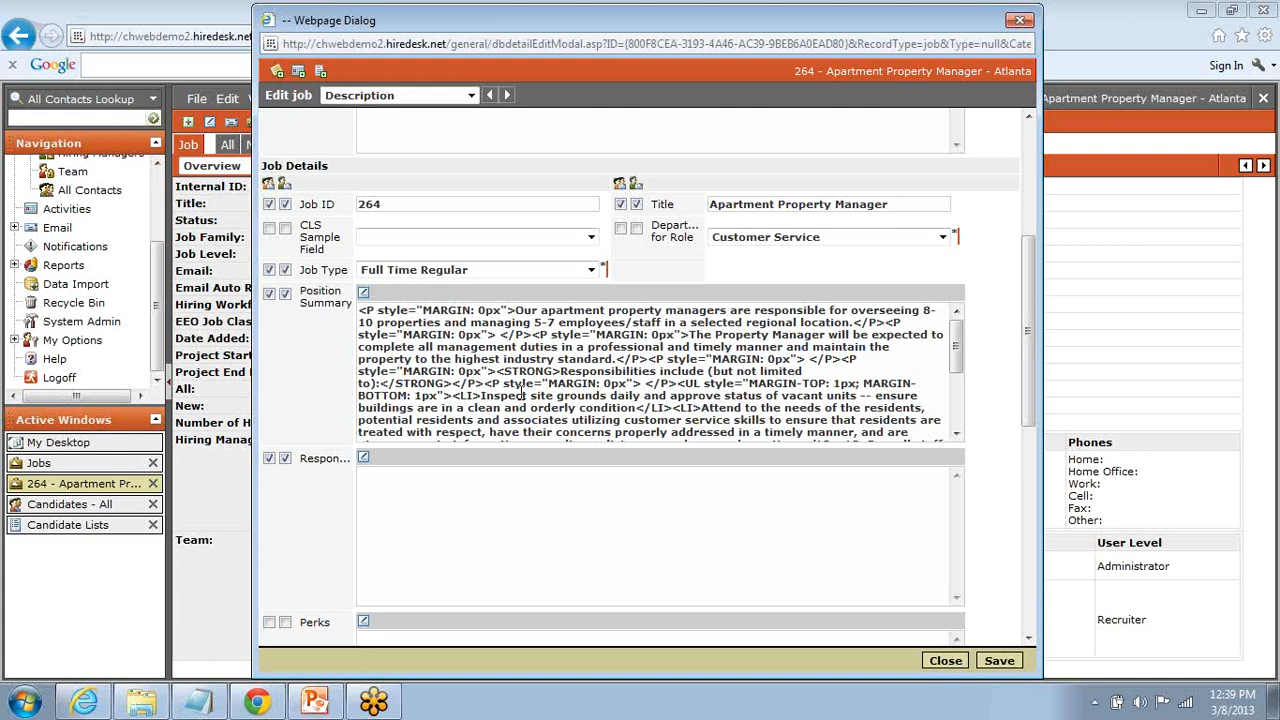 -- Webpage Dialog
http://chwebdemo2.hiredesk.net
http://chwebdemo2.hiredesk.net/general/dbdetailEditModal.asp?ID={800F8CEA-3193-4A46-AC39-
Google
Sign In
264 - Apartment Property Manager - Atlanta
All Contacts Lookup
File Edit
Edit job
Description
Apartment Property Manager - Atlanta
Navigation
Job All
Team
All Contacts
Activities
Email
Notifications
Reports
Data Import
Recycle Bin
System Admin
My Options
Help
Logoff
Overview
Internal ID:
Title:
Status:
Job Family:
Job Level:
Email:
Email Auto R
Hiring Workf
EEO Job Clas
Date Added:
Project Start
Project End
Job Creator:
New:
Hiring Manag
Team:
Active Windows
My Desktop
Jobs
264 - Apartment Pr...
Candidates - All
Candidate Lists
Job Details
Job ID
264
Title
Apartment Property Manager
CLS Sample Field
Depart... for Role
Customer Service
*
Job Type
Full Time Regular
*
Position Summary
<P style="MARGIN: 0px">Our apartment property managers are responsible for overseeing 8-
10 properties and managing 5-7 employees/staff in a selected regional location.</P><P
style="MARGIN: 0px"> </P><P style="MARGIN: 0px">The Property Manager will be expected to
complete all management duties in a professional and timely manner and maintain the
property to the highest industry standard.</P><P style="MARGIN: 0px"> </P><P
style="MARGIN: 0px"><STRONG>Responsibilities include (but not limited
to):</STRONG></P><P style="MARGIN: 0px"> </P><UL style="MARGIN-TOP: 1px; MARGIN-
BOTTOM: 1px"><LI>Inspect site grounds daily and approve status of vacant units -- ensure
buildings are in a clean and orderly condition</LI><LI>Attend to the needs of the residents,
potential residents and associates utilizing customer service skills to ensure that residents are
treated with respect, have their concerns properly addressed in a timely manner, and are
Respon...
Perks
Close
Save
Phones
Home:
Home Office:
Work:
Cell:
Fax:
Other:
User Level
Administrator
Recruiter
12:39 PM
3/8/2013